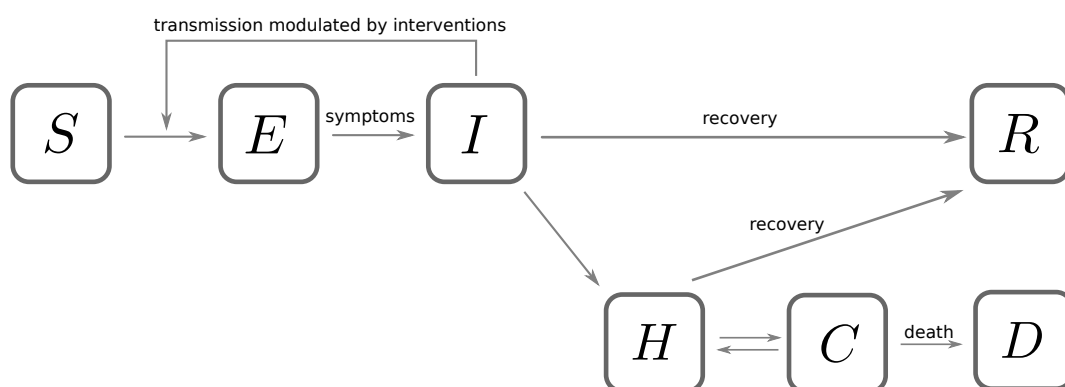 transmission modulated by interventions
S E symptoms I recovery R
recovery
H C death D